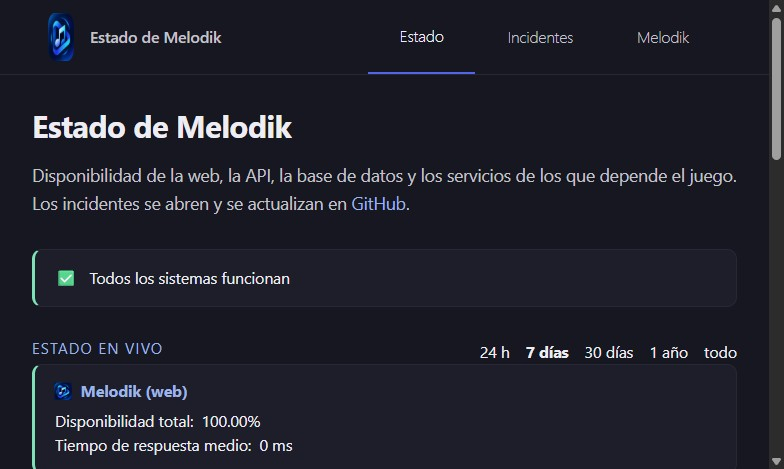 Estado de Melodik
Estado
Incidentes
Melodik
Estado de Melodik
Disponibilidad de la web, la API, la base de datos y los servicios de los que depende el juego.
Los incidentes se abren y se actualizan en GitHub.
Todos los sistemas funcionan
ESTADO EN VIVO
24 h 7 días 30 días 1 año todo
Melodik (web)
Disponibilidad total: 100.00%
Tiempo de respuesta medio: 0 ms